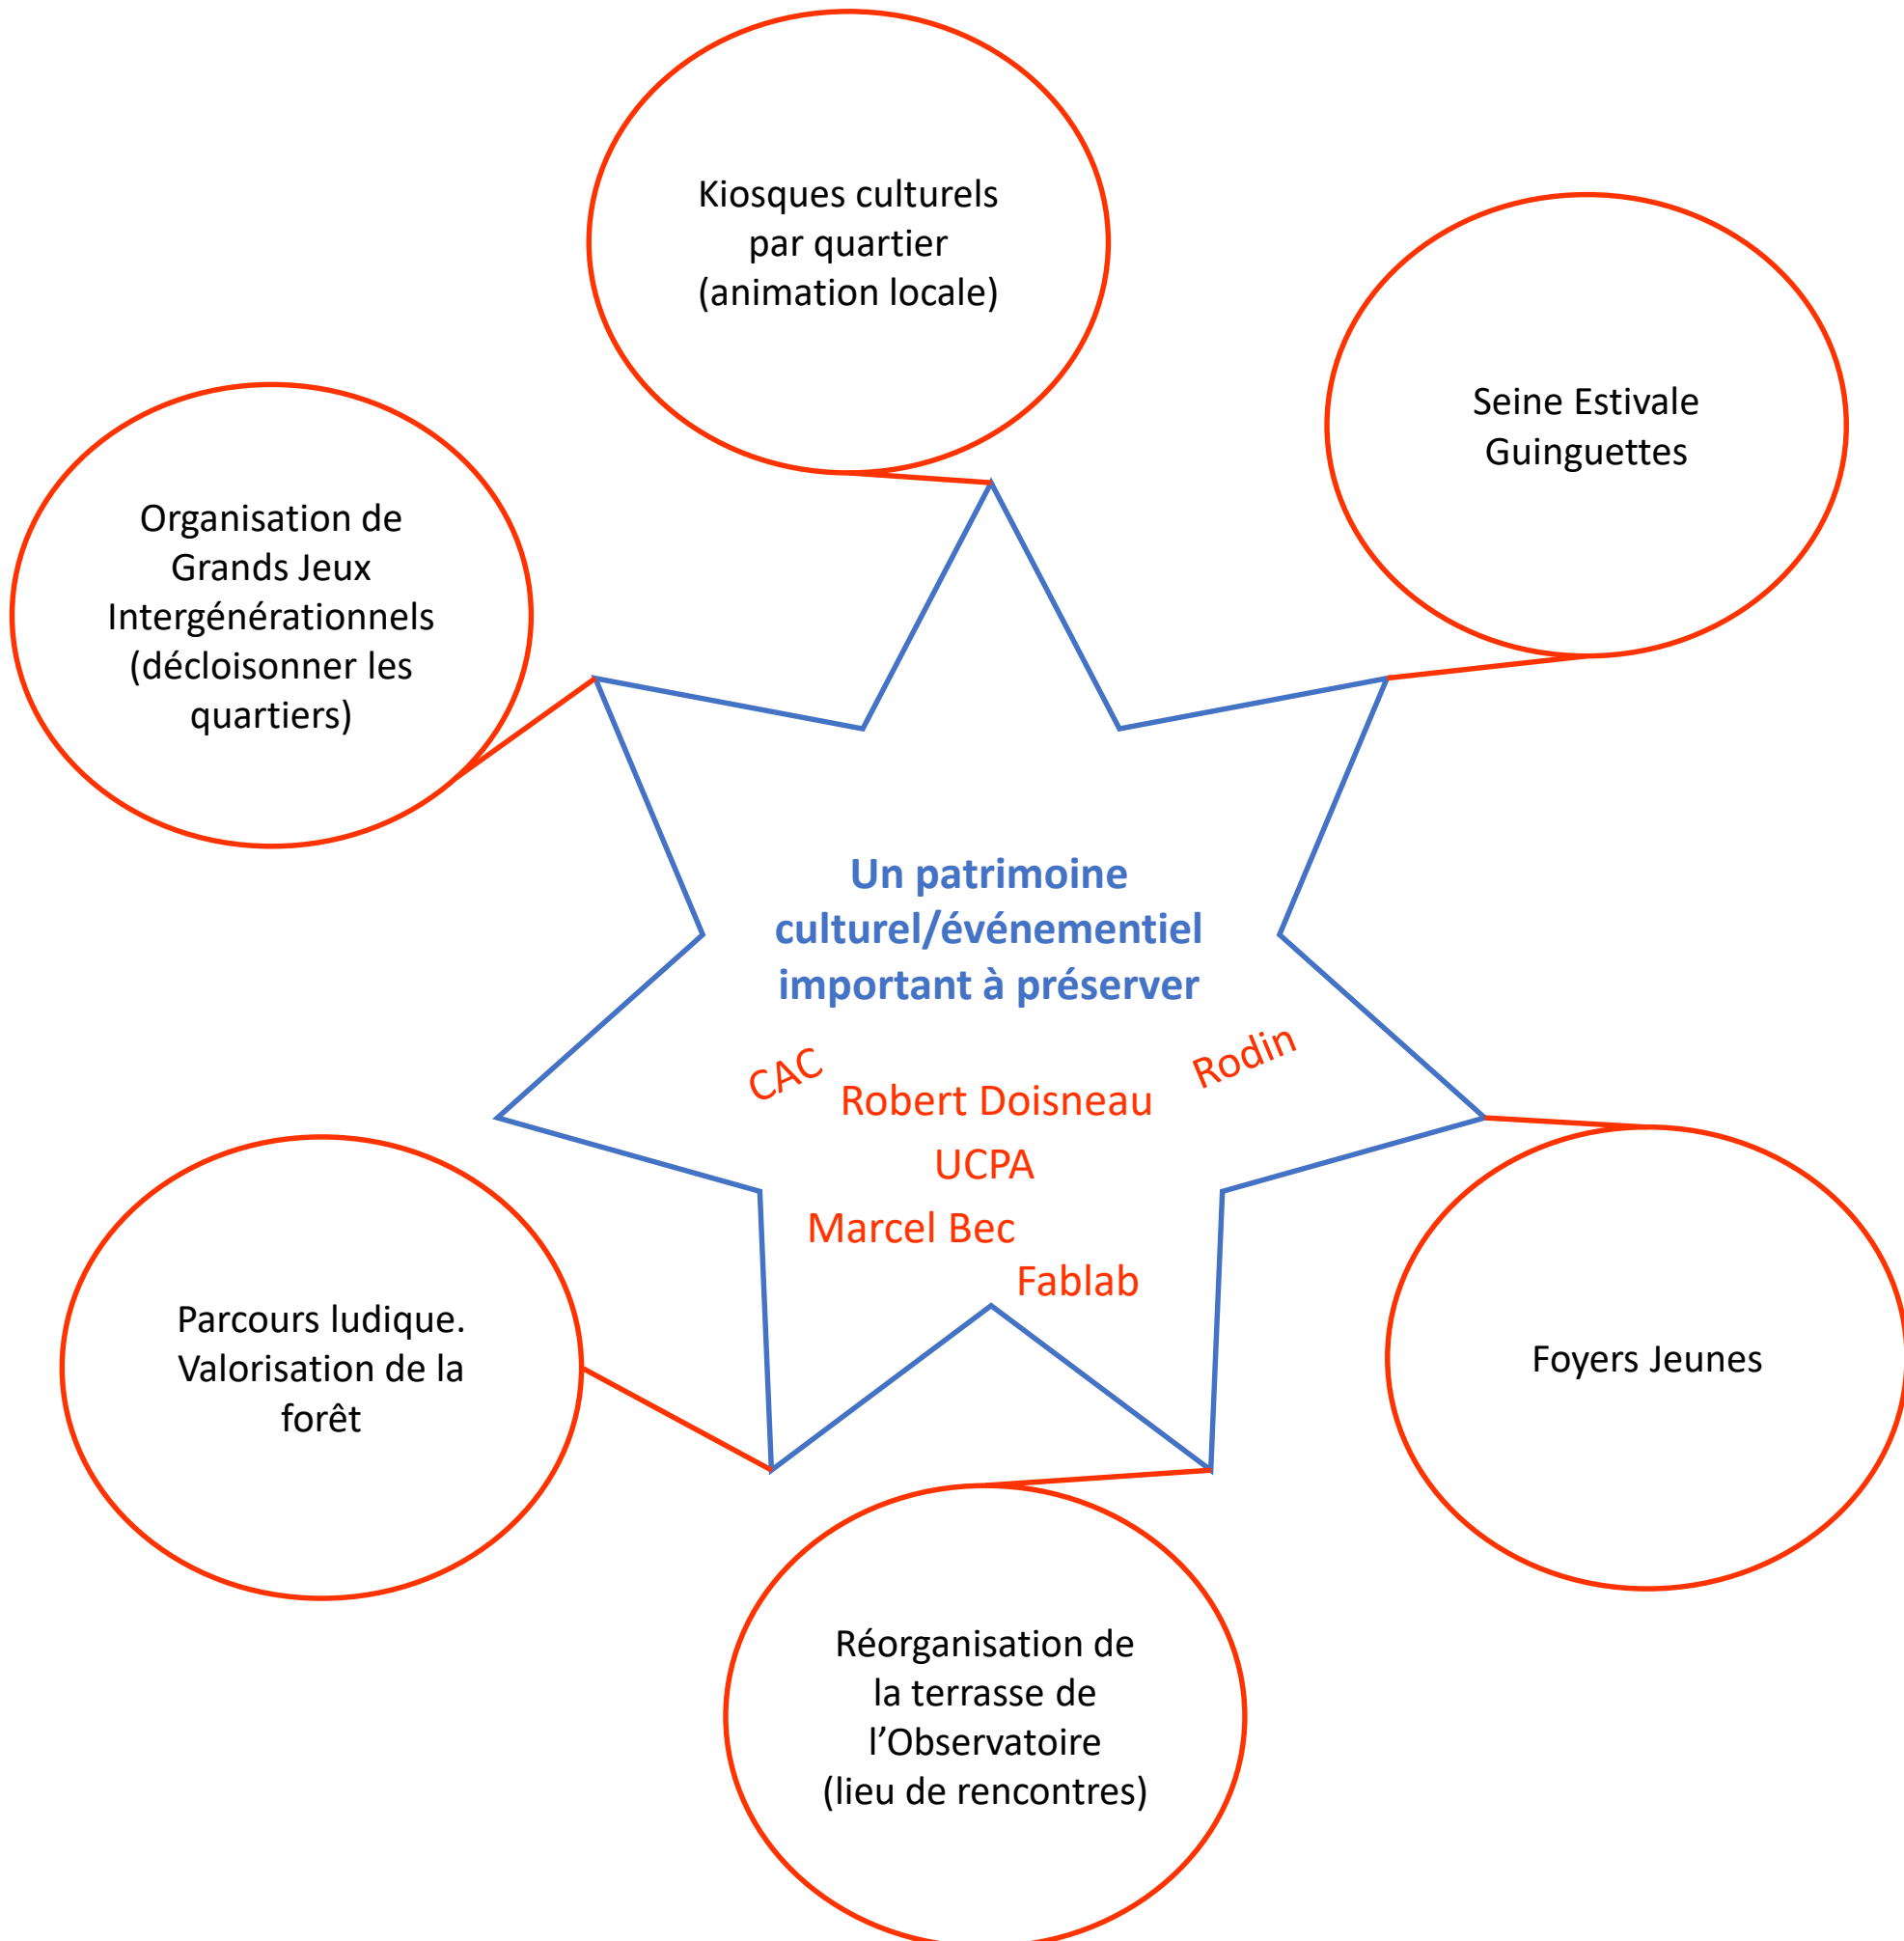 Kiosques culturels
par quartier
(animation locale)
Seine Estivale
Guinguettes
Organisation de
Grands Jeux
Intergénérationnels
(décloisonner les
quartiers)
Un patrimoine
culturel/événementiel
important à préserver
CAC
Rodin
Robert Doisneau
UCPA
Marcel Bec
Fablab
Parcours ludique.
Valorisation de la
forêt
Foyers Jeunes
Réorganisation de
la terrasse de
l’Observatoire
(lieu de rencontres)